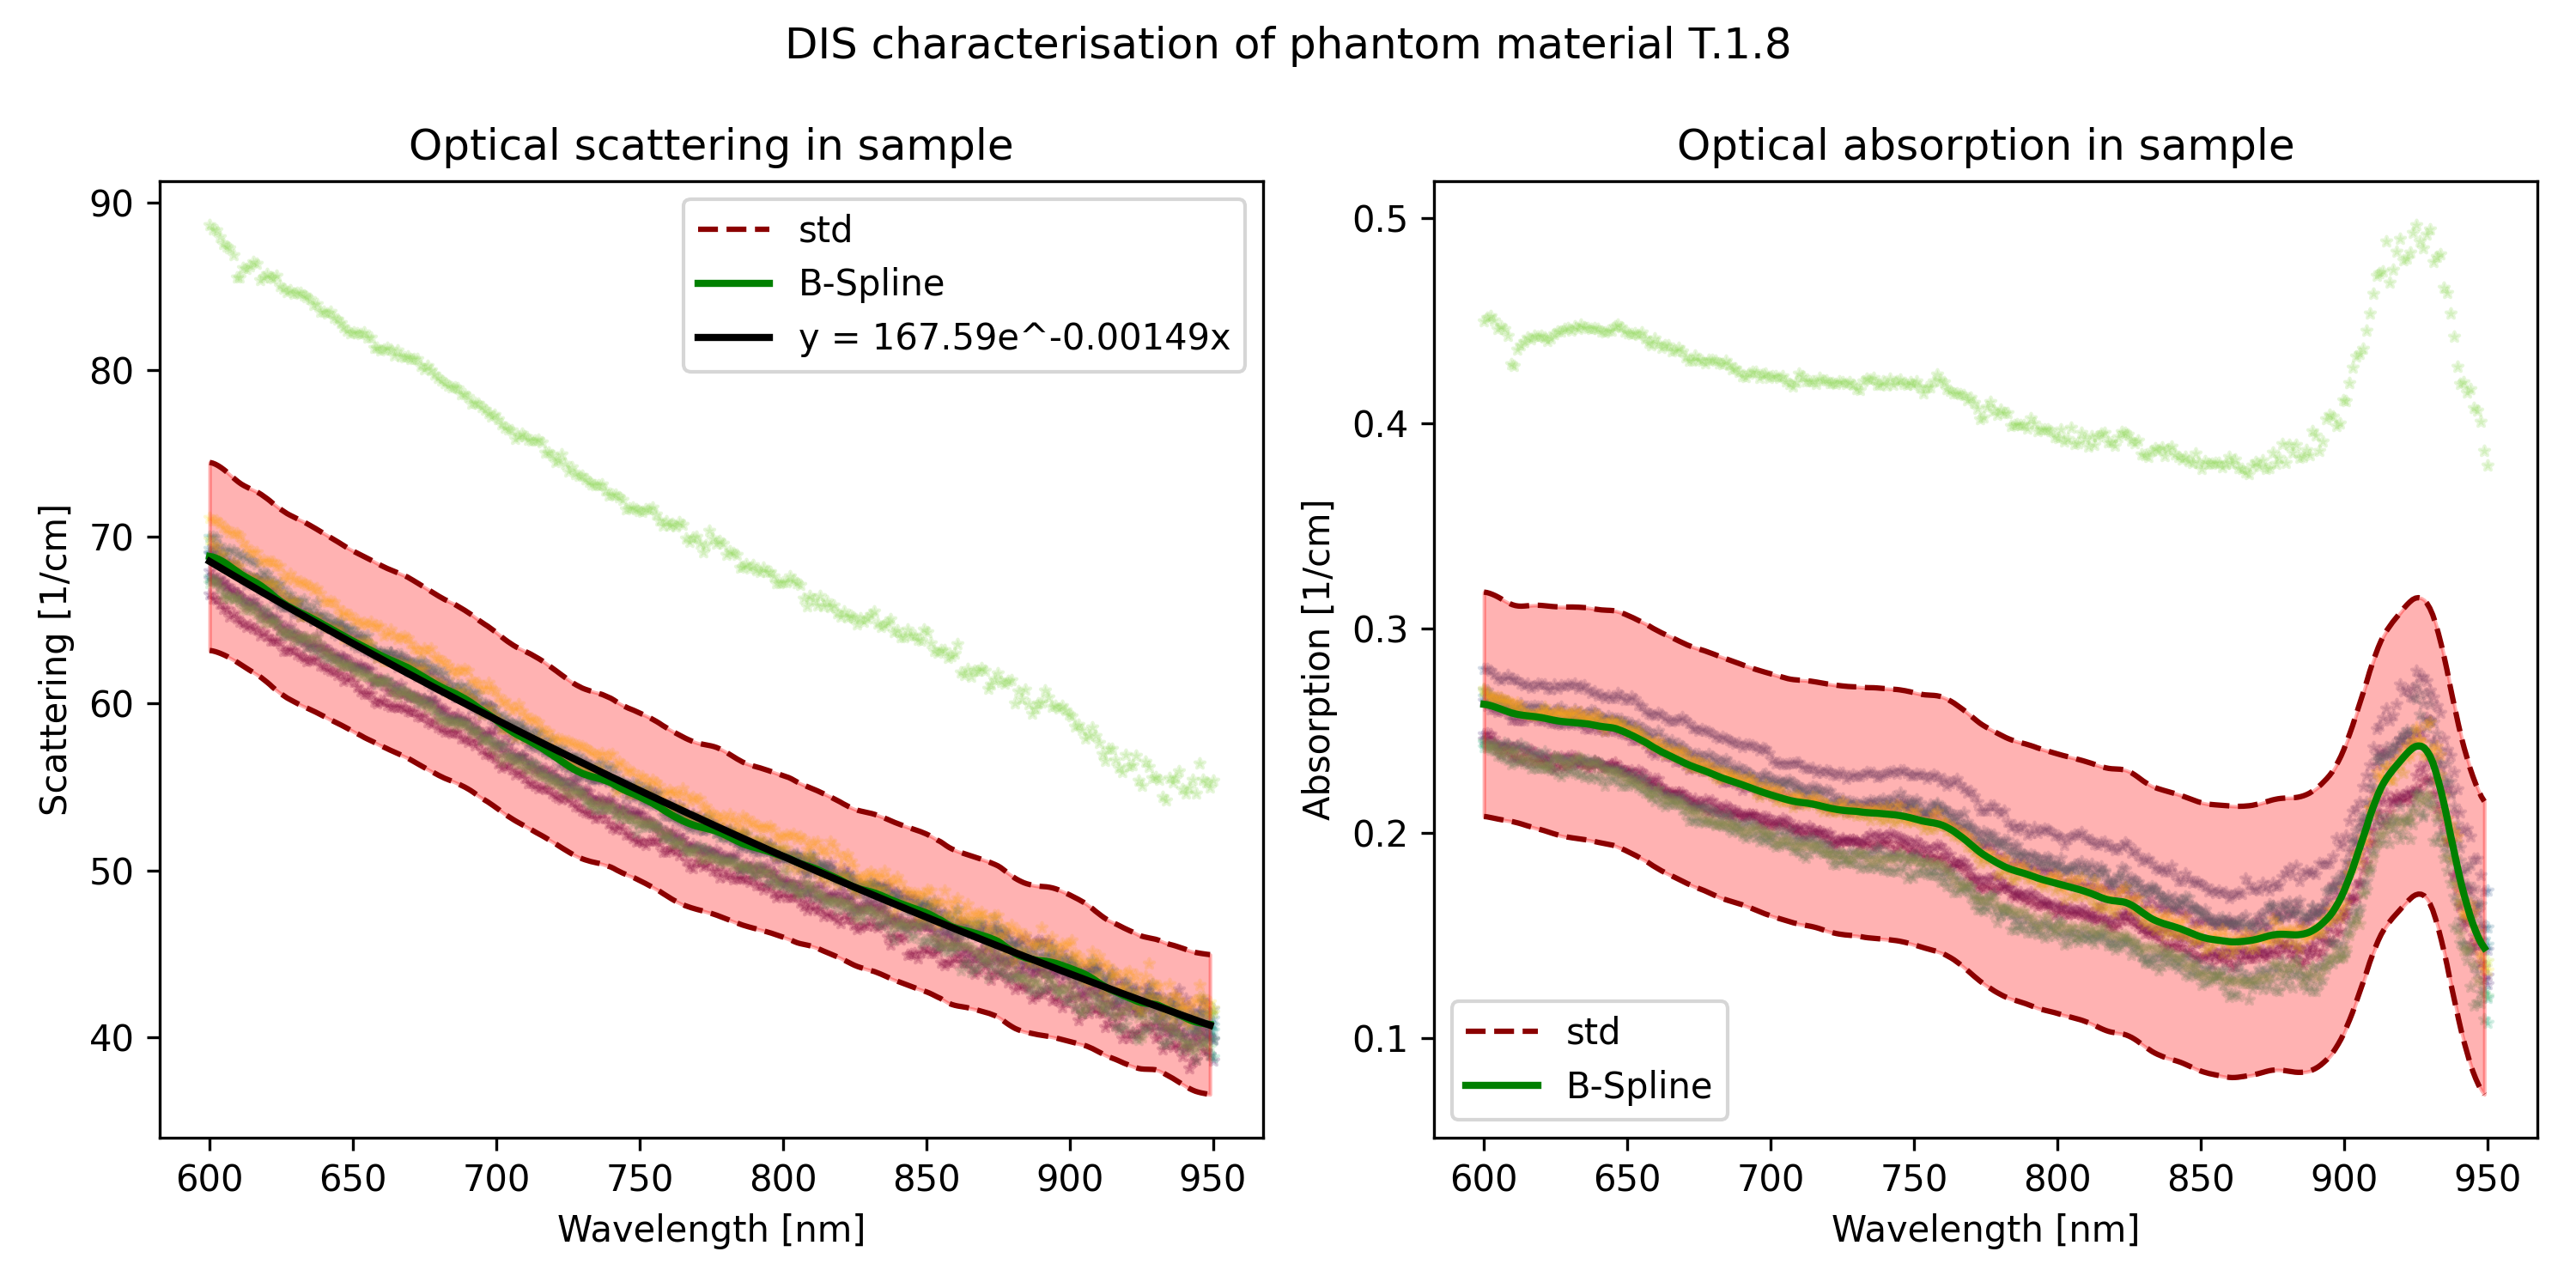 DIS characterisation of phantom material T.1.8
Optical scattering in sample
90
80
70
60
50
40
Scattering [1/cm]
std
B-Spline
y = 167.59e^-0.00149x
600 650 700 750 800 850 900 950
Wavelength [nm]
Optical absorption in sample
0.5
0.4
0.3
0.2
0.1
Absorption [1/cm]
std
B-Spline
600 650 700 750 800 850 900 950
Wavelength [nm]